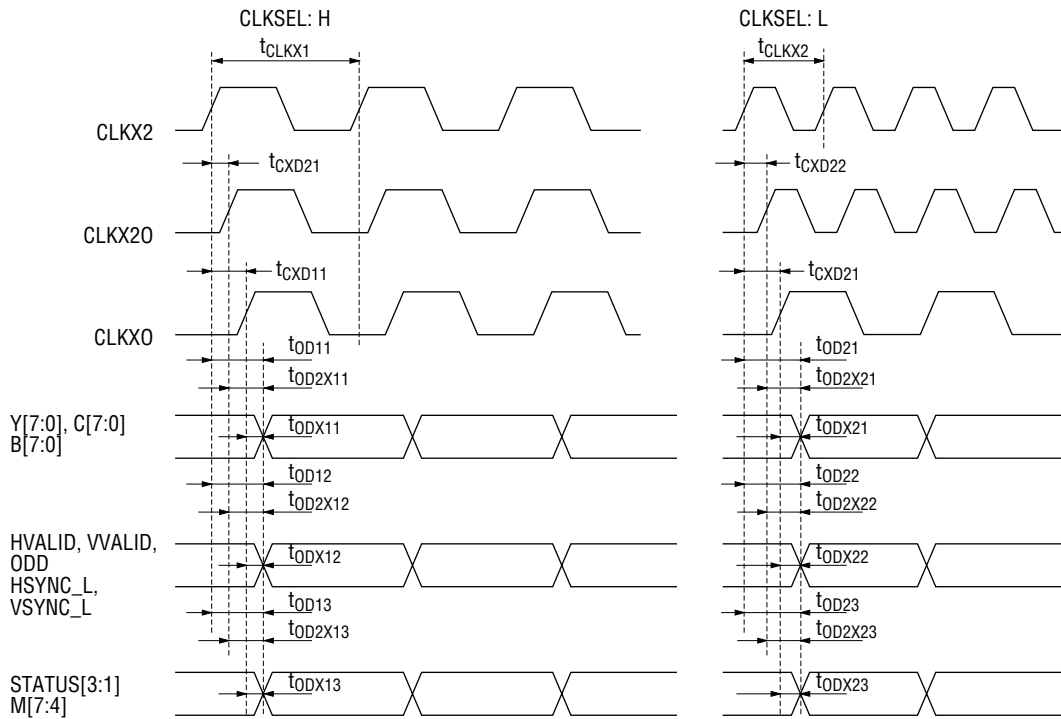 CLKSEL: H
CLKSEL: L
tCLKX1
tCLKX2
CLKX2
tCXD21
tCXD22
CLKX2O
tCXD11
tCXD21
CLKXO
tOD11
tOD21
tOD2X11
tOD2X21
Y[7:0], C[7:0]
B[7:0]
tODX11
tODX21
tOD12
tOD22
tOD2X12
tOD2X22
HVALID, VVALID,
ODD
HSYNC_L,
VSYNC_L
tODX12
tODX22
tOD13
tOD23
tOD2X13
tOD2X23
STATUS[3:1]
M[7:4]
tODX13
tODX23